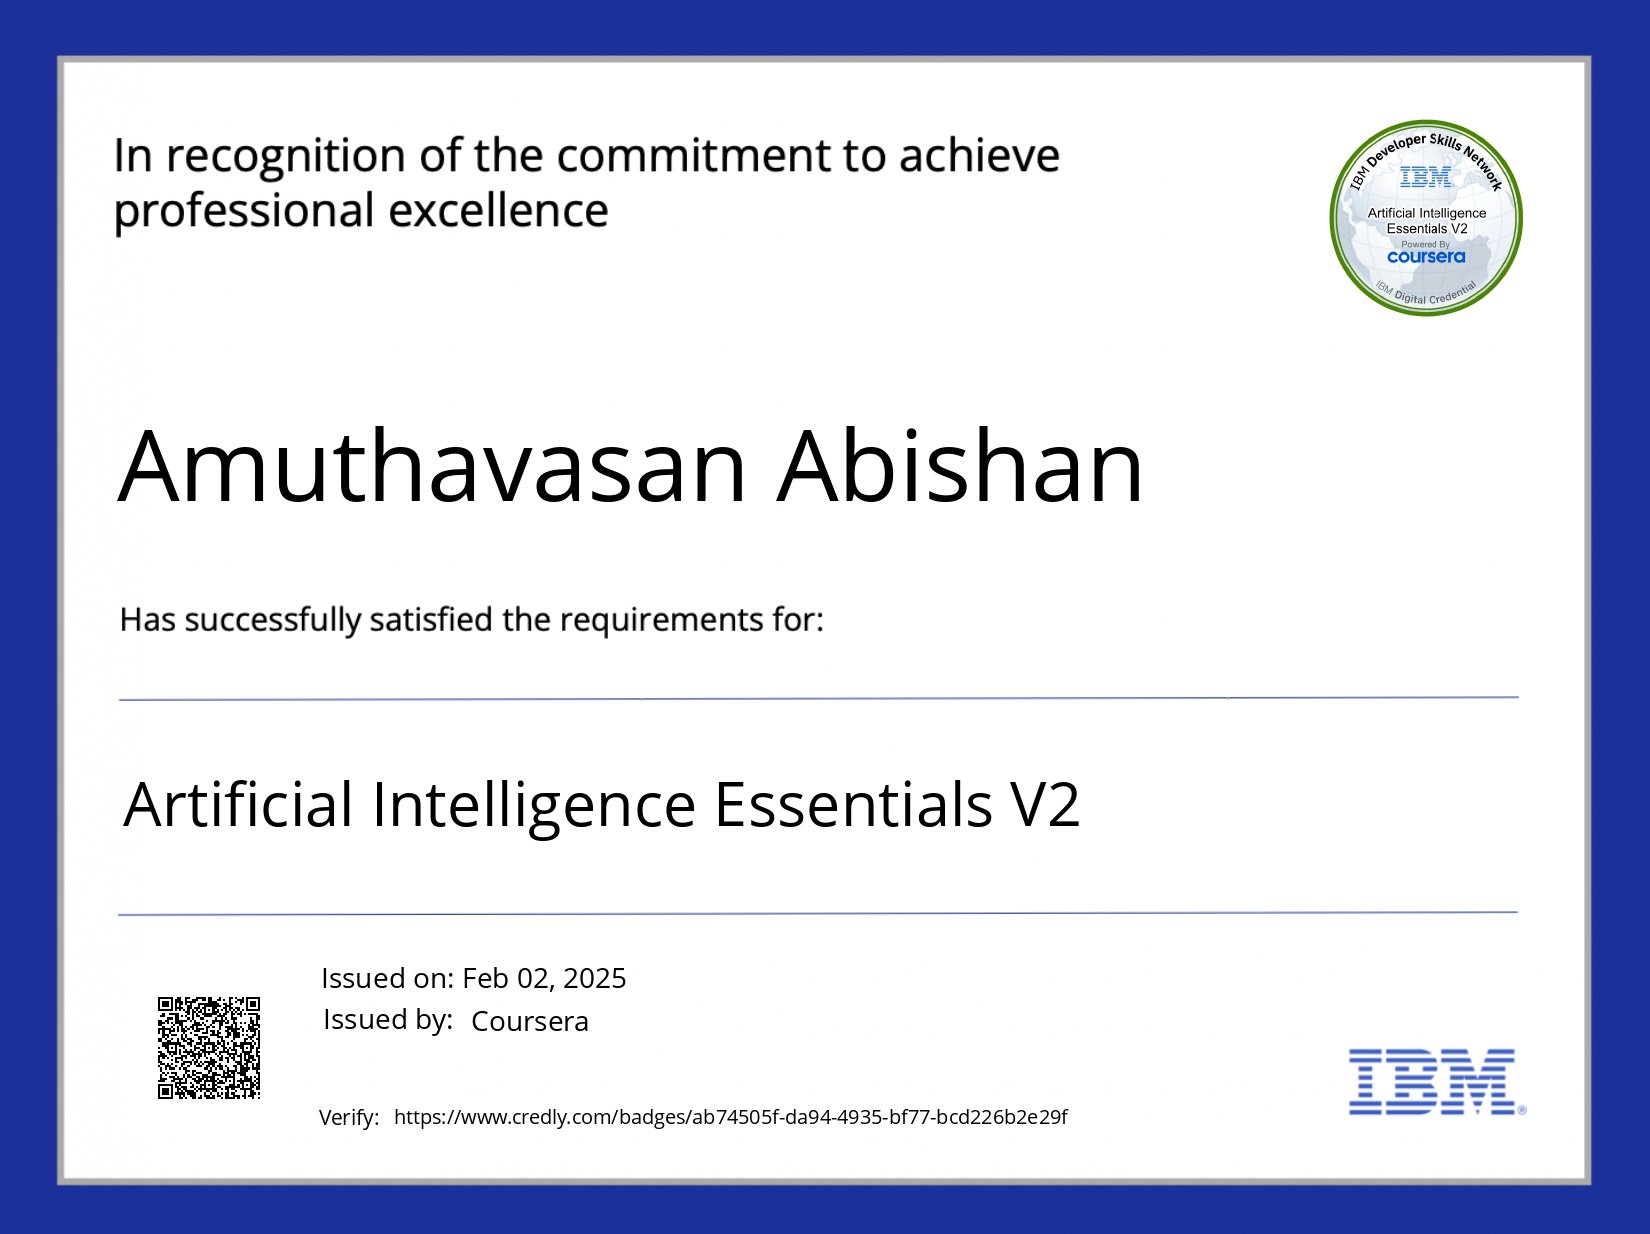 In recognition of the commitment to achieve
professional excellence
IBM Developer Skills Network
IBM
Artificial Intelligence
Essentials V2
Powered By
coursera
IBM Digital Credential
Amuthavasan Abishan
Has successfully satisfied the requirements for:
Artificial Intelligence Essentials V2
Issued on: Feb 02, 2025
Issued by: Coursera
Verify: https://www.credly.com/badges/ab74505f-da94-4935-bf77-bcd226b2e29f
IBM®